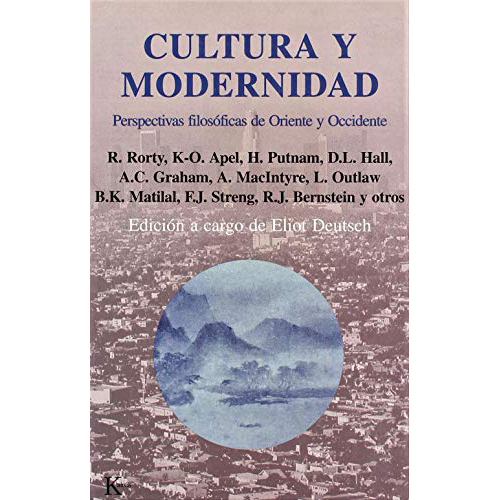 CULTURA Y
MODERNIDAD
Perspectivas filosóficas de Oriente y Occidente
R. Rorty, K-O. Apel, H. Putnam, D.L. Hall,
A.C. Graham, A. MacIntyre, L. Outlaw
B.K. Matilal, F.J. Streng, R.J. Bernstein y otros
Edición a cargo de Eliot Deutsch
K